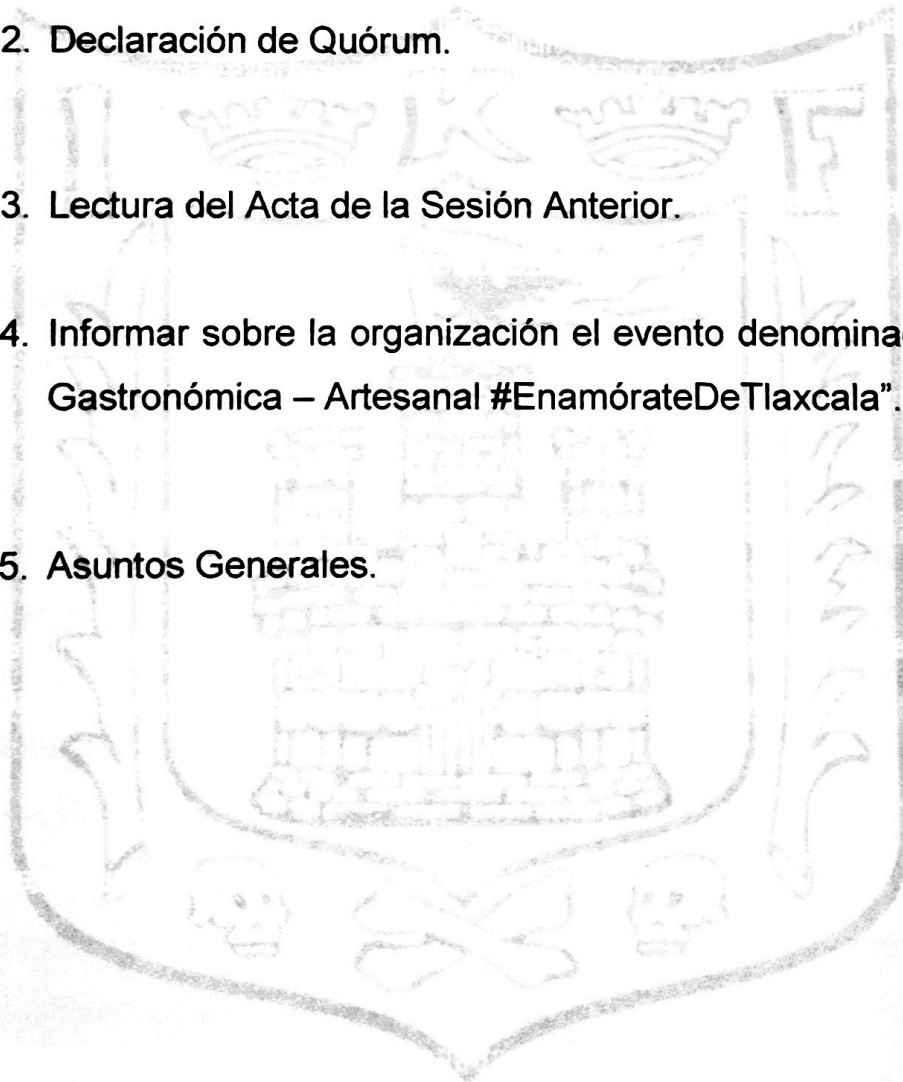 I K F
2. Declaración de Quórum.
3. Lectura del Acta de la Sesión Anterior.
4. Informar sobre la organización el evento denomina
Gastronómica – Artesanal #EnamórateDeTlaxcala”.
5. Asuntos Generales.